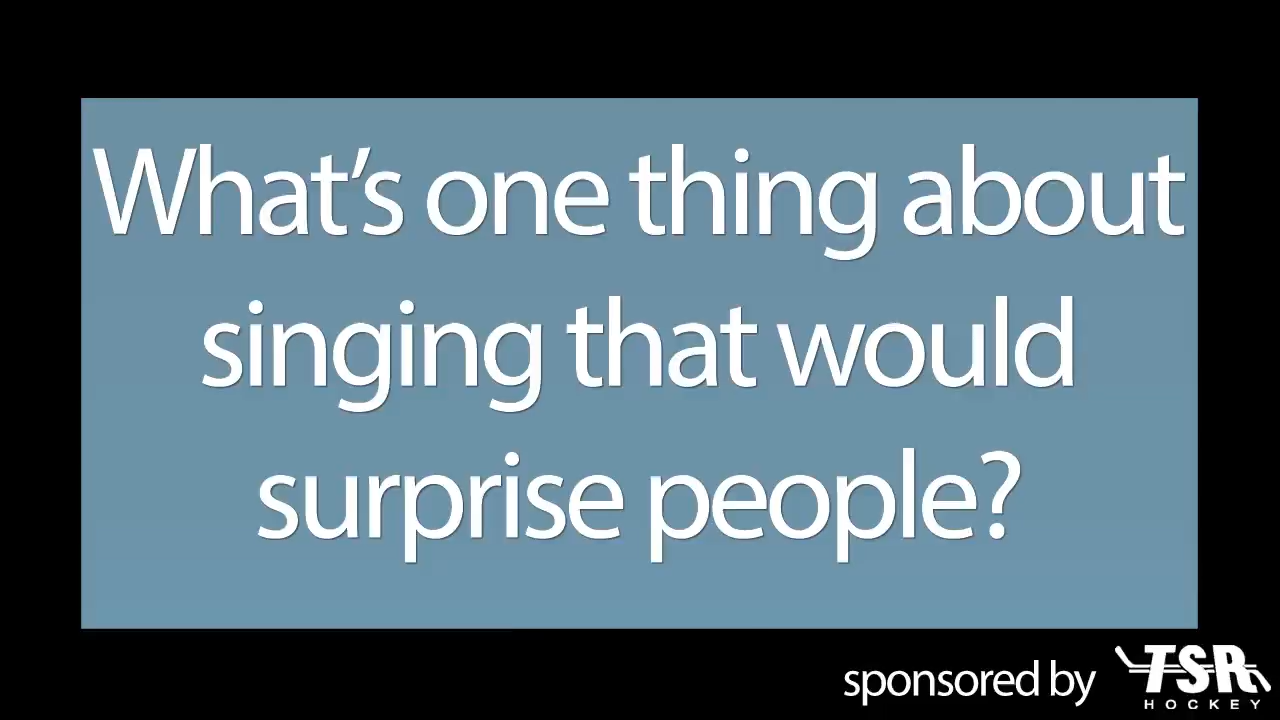 What’s one thing about
singing that would
surprise people?
sponsored by TSR
HOCKEY